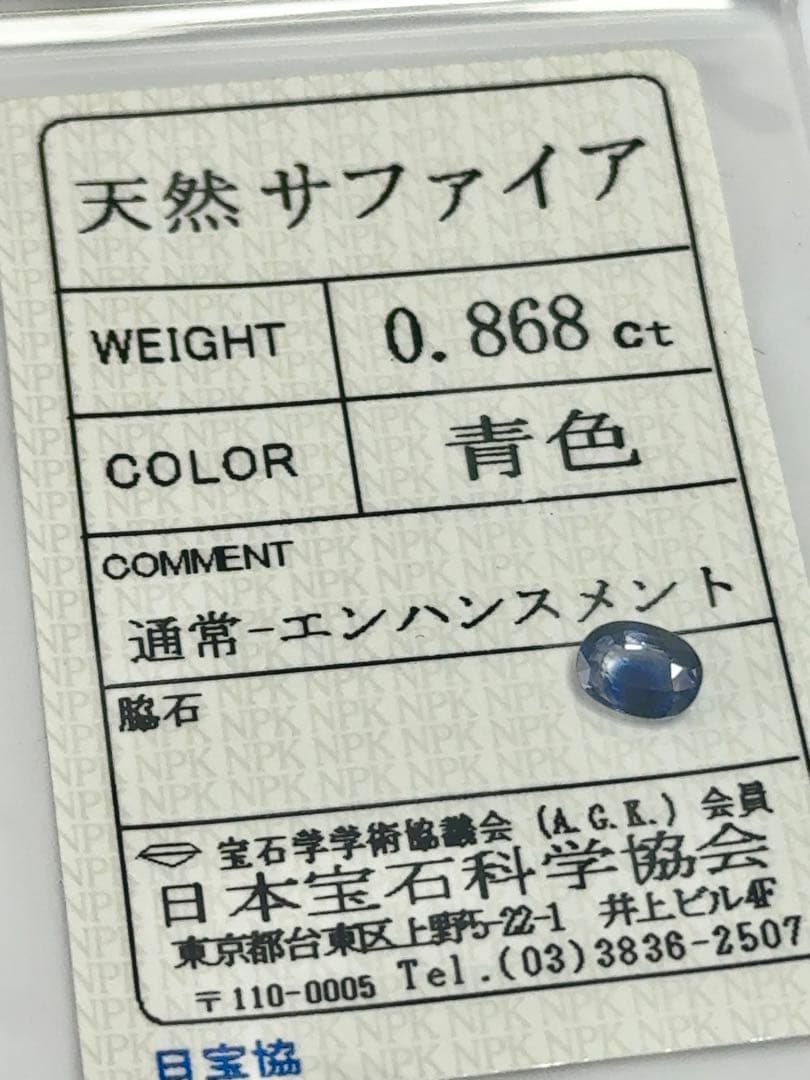 天然サファイア
WEIGHT 0.868 ct
COLOR 青色
COMMENT
通常-エンハンスメント
脇石
宝石学学術協議会 (A.G.K.) 会員
日本宝石科学協会
東京都台東区上野5-22-1 井上ビル4F
〒110-0005 Tel.(03)3836-2507
日宝協